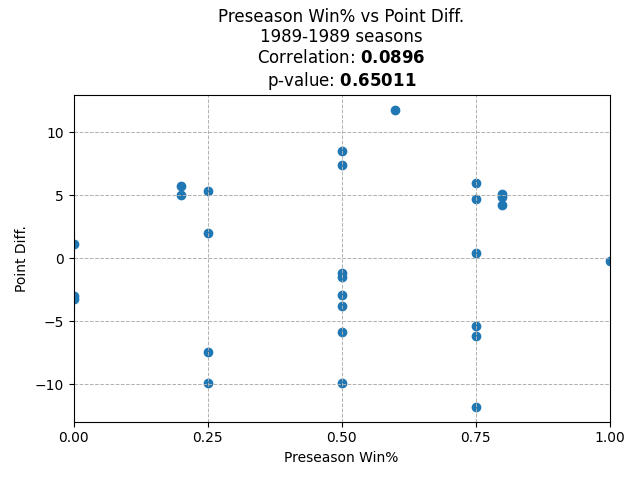 Preseason Win% vs Point Diff.
1989-1989 seasons
Correlation: 0.0896
p-value: 0.65011
10
5
0
−5
−10
Point Diff.
0.00 0.25 0.50 0.75 1.00
Preseason Win%